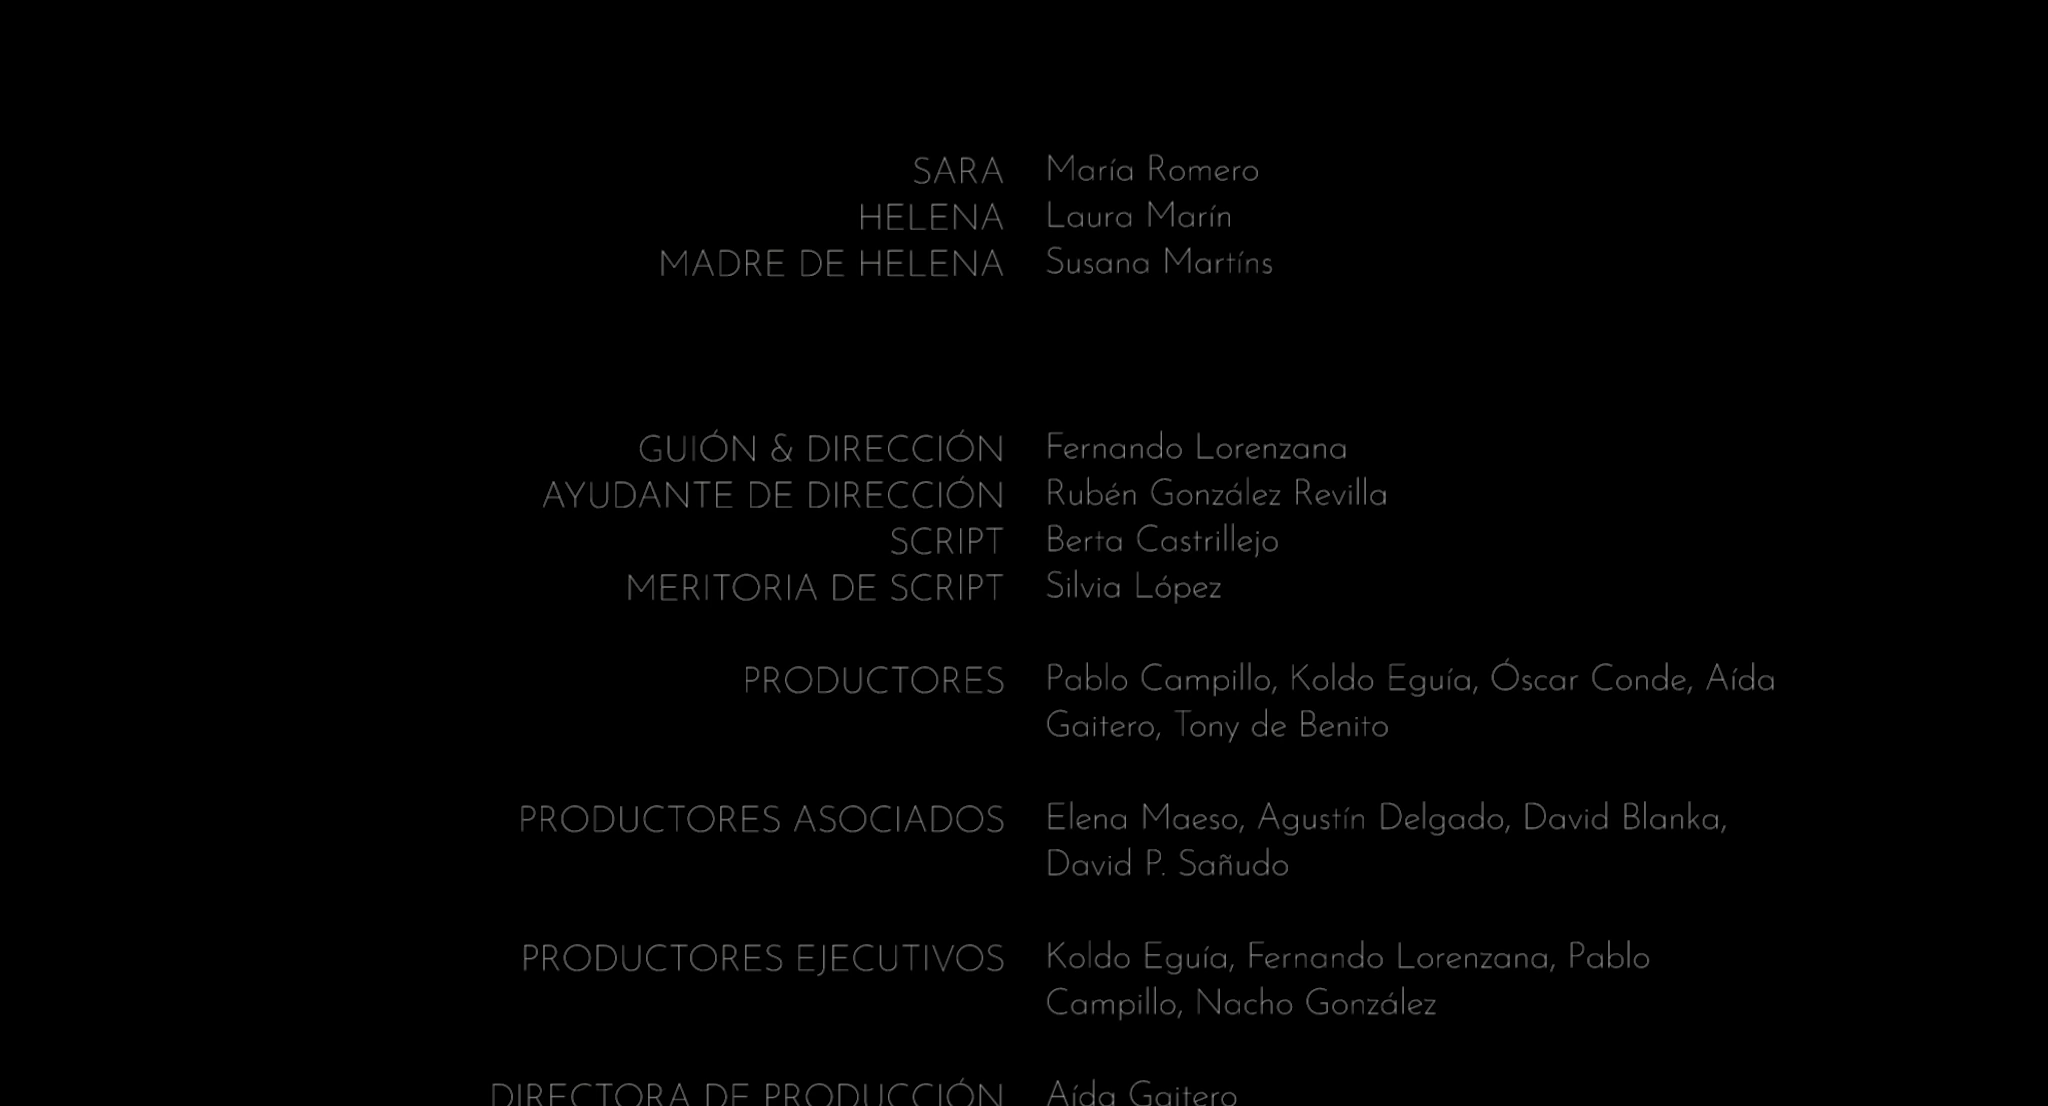 SARA María Romero
HELENA Laura Marín
MADRE DE HELENA Susana Martíns
GUIÓN & DIRECCIÓN Fernando Lorenzana
AYUDANTE DE DIRECCIÓN Rubén González Revilla
SCRIPT Berta Castrillejo
MERITORIA DE SCRIPT Silvia López
PRODUCTORES Pablo Campillo, Koldo Eguía, Óscar Conde, Aída
Gaitero, Tony de Benito
PRODUCTORES ASOCIADOS Elena Maeso, Agustín Delgado, David Blanka,
David P. Sañudo
PRODUCTORES EJECUTIVOS Koldo Eguía, Fernando Lorenzana, Pablo
Campillo, Nacho González
DIRECTORA DE PRODUCCIÓN Aída Gaitero